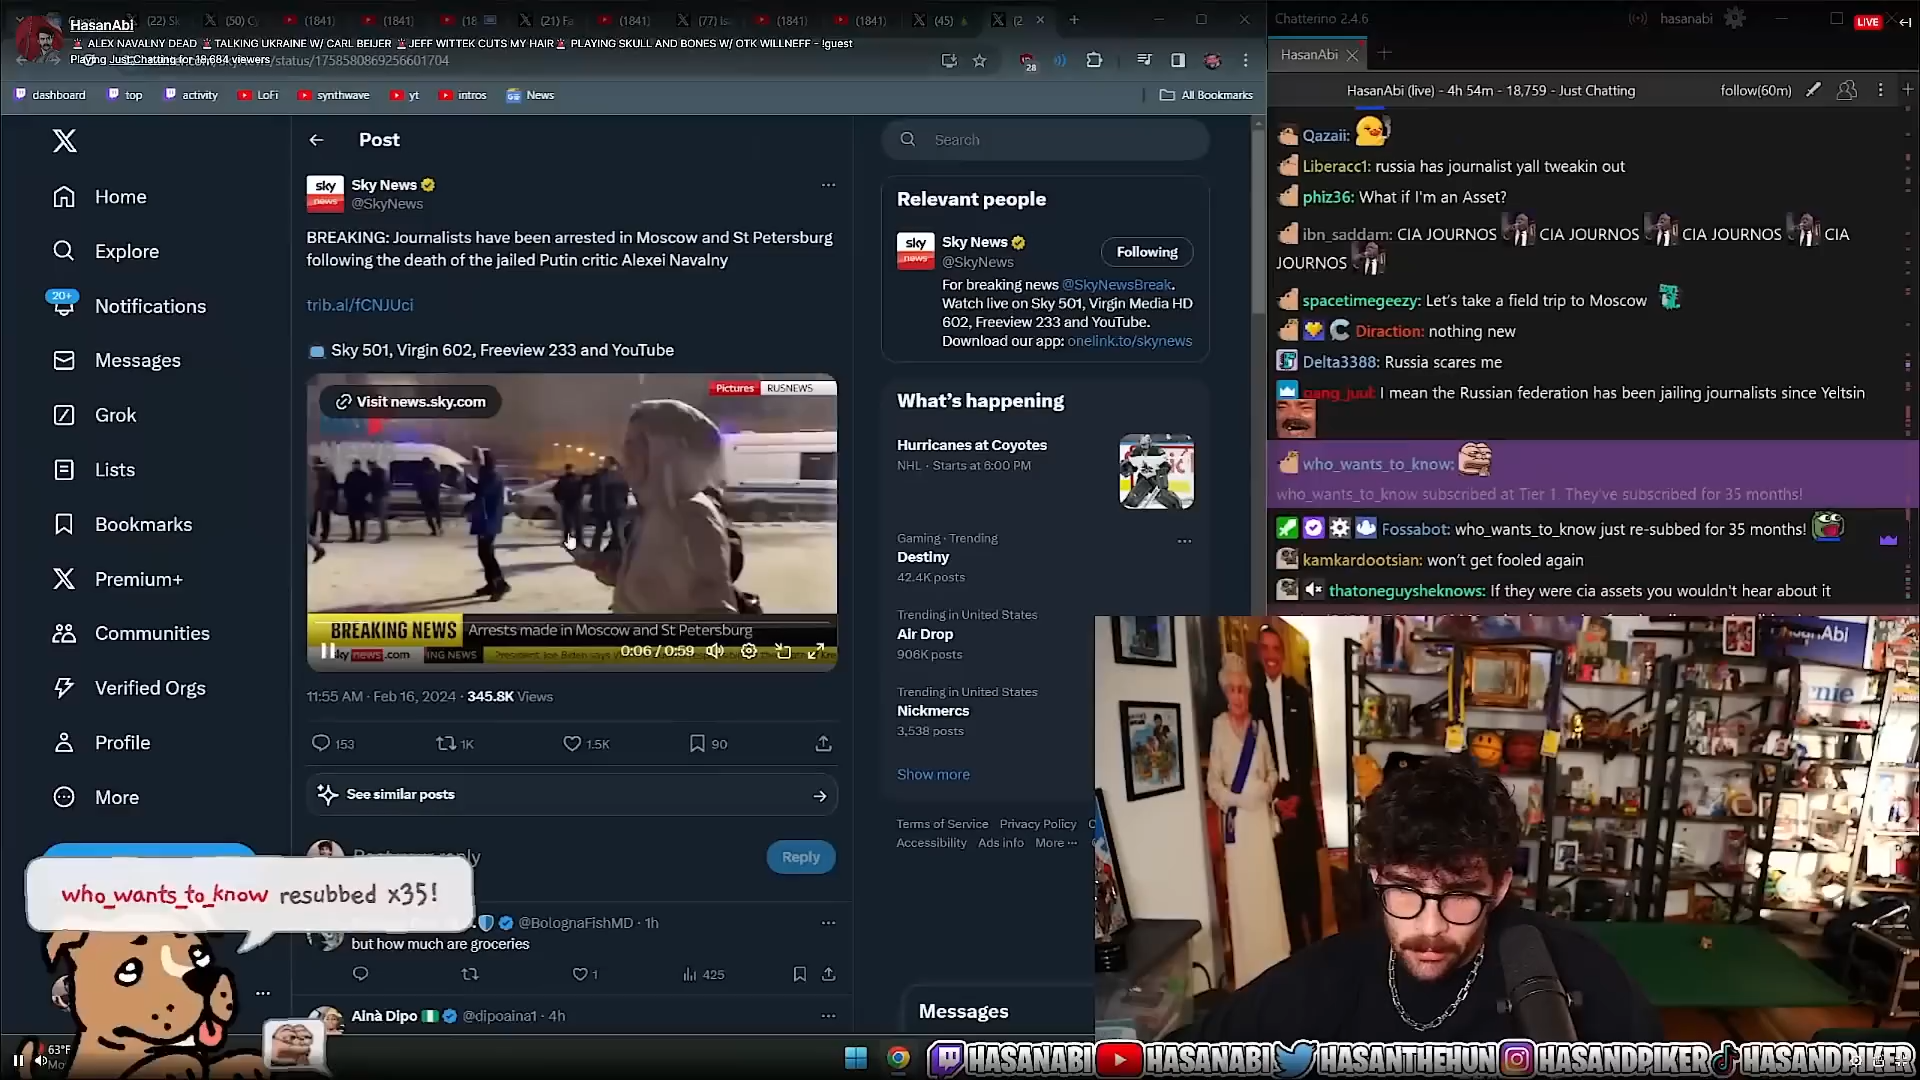 HasanAbi
🚨 ALEX NAVALNY DEAD 🚨TALKING UKRAINE W/ CARL BEIJER 🚨JEFF WITTEK CUTS MY HAIR🚨 PLAYING SKULL AND BONES W/ OTK WILLNEFF - !guest
Playing Just Chatting for 18,684 viewers
/status/1758580869256601704
dashboard
top
activity
LoFi
synthwave
yt
intros
News
All Bookmarks
Home
Explore
20+
Notifications
Messages
Grok
Lists
Bookmarks
Premium+
Communities
Verified Orgs
Profile
More
Post
Sky News
@SkyNews
BREAKING: Journalists have been arrested in Moscow and St Petersburg
following the death of the jailed Putin critic Alexei Navalny
trib.al/fCNJUci
Sky 501, Virgin 602, Freeview 233 and YouTube
Visit news.sky.com
Pictures RUSNEWS
BREAKING NEWS Arrests made in Moscow and St Petersburg
0:06 / 0:59
11:55 AM · Feb 16, 2024 · 345.8K Views
153
1K
1.5K
90
See similar posts
Reply
@BolognaFishMD · 1h
but how much are groceries
1
425
Ainà Dipo @dipoaina1 · 4h
Search
Relevant people
sky news
Sky News
@SkyNews
Following
For breaking news @SkyNewsBreak.
Watch live on Sky 501, Virgin Media HD
602, Freeview 233 and YouTube.
Download our app: onelink.to/skynews
What's happening
Hurricanes at Coyotes
NHL · Starts at 6:00 PM
Gaming · Trending
Destiny
42.4K posts
Trending in United States
Air Drop
906K posts
Trending in United States
Nickmercs
3,538 posts
Show more
Terms of Service Privacy Policy
Accessibility Ads info More ···
Messages
Chatterino 2.4.6
hasanabi
LIVE
HasanAbi
HasanAbi (live) - 4h 54m - 18,759 - Just Chatting
follow(60m)
Qazaii:
Liberacc1: russia has journalist yall tweakin out
phiz36: What if I'm an Asset?
ibn_saddam: CIA JOURNOS CIA JOURNOS CIA JOURNOS CIA
JOURNOS
spacetimegeezy: Let's take a field trip to Moscow
Diraction: nothing new
Delta3388: Russia scares me
gang_juul: I mean the Russian federation has been jailing journalists since Yeltsin
who_wants_to_know:
who_wants_to_know subscribed at Tier 1. They've subscribed for 35 months!
Fossabot: who_wants_to_know just re-subbed for 35 months!
kamkardootsian: won't get fooled again
thatoneguysheknows: If they were cia assets you wouldn't hear about it
who_wants_to_know resubbed x35!
63°F
HASANABI
HASANABI
HASANTHEHUN
HASANDPIKER
HASANDPIKER